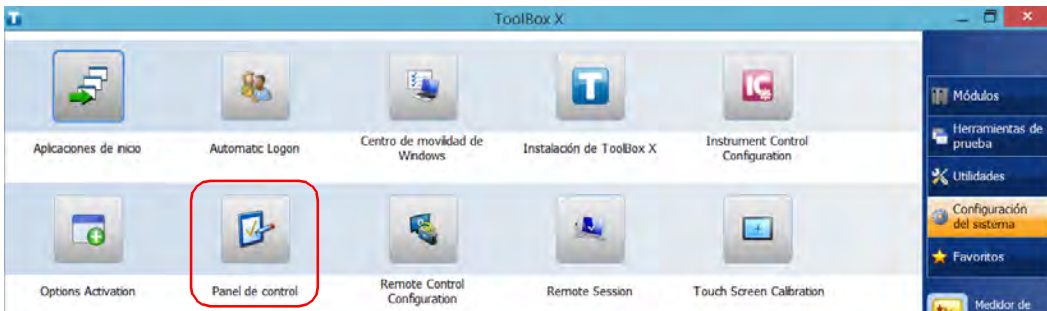 ToolBox X
Aplicaciones de inicio
Automatic Logon
Centro de movilidad de
Windows
Instalación de ToolBox X
Instrument Control
Configuration
Options Activation
Panel de control
Remote Control
Configuration
Remote Session
Touch Screen Calibration
Módulos
Herramientas de
prueba
Utilidades
Configuración
del sistema
Favoritos
Medidor de